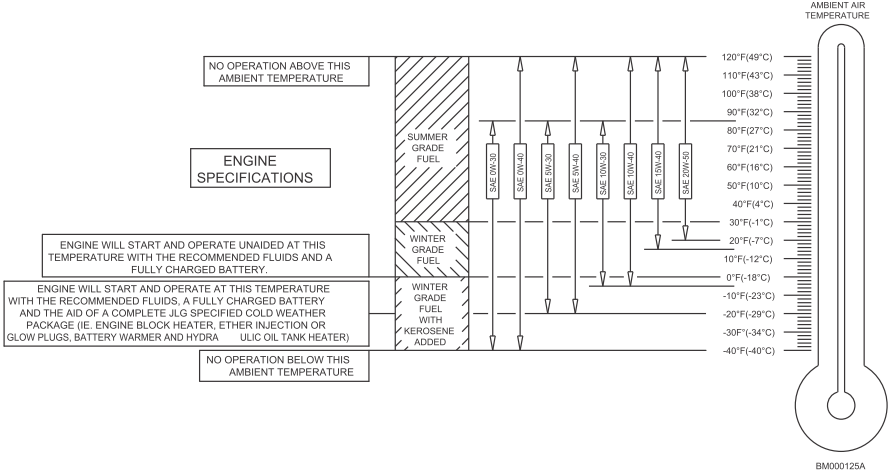 AMBIENT AIR
TEMPERATURE
NO OPERATION ABOVE THIS
AMBIENT TEMPERATURE
ENGINE
SPECIFICATIONS
ENGINE WILL START AND OPERATE UNAIDED AT THIS
TEMPERATURE WITH THE RECOMMENDED FLUIDS AND A
FULLY CHARGED BATTERY.
ENGINE WILL START AND OPERATE AT THIS TEMPERATURE
WITH THE RECOMMENDED FLUIDS, A FULLY CHARGED BATTERY
AND THE AID OF A COMPLETE JLG SPECIFIED COLD WEATHER
PACKAGE (IE. ENGINE BLOCK HEATER, ETHER INJECTION OR
GLOW PLUGS, BATTERY WARMER AND HYDRA ULIC OIL TANK HEATER)
NO OPERATION BELOW THIS
AMBIENT TEMPERATURE
SUMMER
GRADE
FUEL
WINTER
GRADE
FUEL
WINTER
GRADE
FUEL
WITH
KEROSENE
ADDED
SAE 0W-30
SAE 0W-40
SAE 5W-30
SAE 5W-40
SAE 10W-30
SAE 10W-40
SAE 15W-40
SAE 20W-50
120°F(49°C)
110°F(43°C)
100°F(38°C)
90°F(32°C)
80°F(27°C)
70°F(21°C)
60°F(16°C)
50°F(10°C)
40°F(4°C)
30°F(-1°C)
20°F(-7°C)
10°F(-12°C)
0°F(-18°C)
-10°F(-23°C)
-20°F(-29°C)
-30F°(-34°C)
-40°F(-40°C)
BM000125A